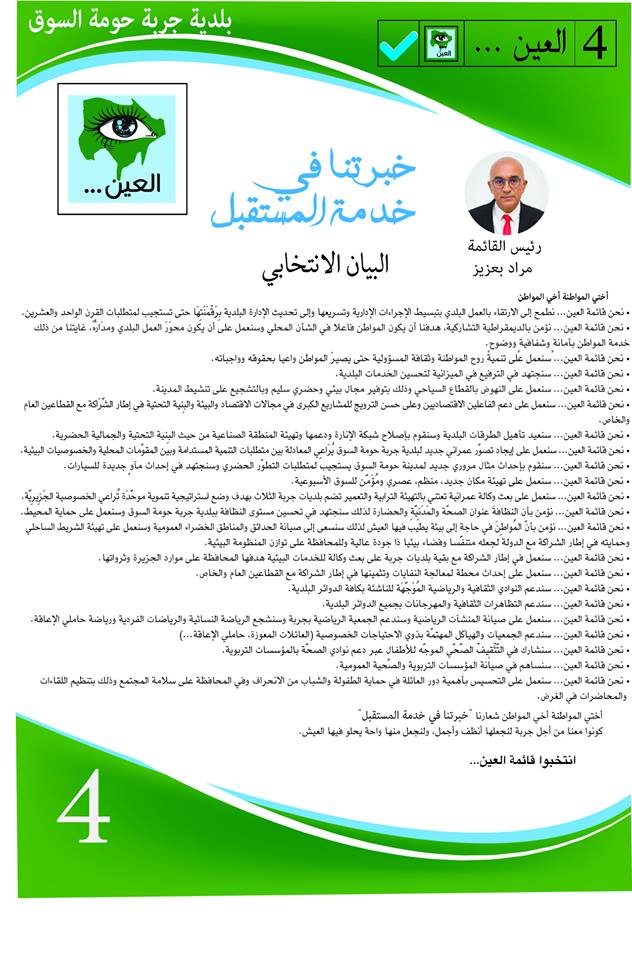 بلدية جربة حومة السوق
4 العين ... العين
العين ...
خبرتنا في
خدمة المستقبل
رئيس القائمة
مراد بعزيز
البيان الانتخابي
أختي المواطنة أخي المواطن
• نحن قائمة العين... نطمح إلى الارتقاء بالعمل البلدي بتبسيط الإجراءات الإدارية وتسريعها وإلى تحديث الإدارة البلدية بِرَقْمَنَتِهَا حتى تستجيب لمتطلبات القرن الواحد والعشرين.
• نحن قائمة العين... نؤمن بالديمقراطية التشاركية، هدفنا أن يكون المواطن فاعلا في الشأن المحلي وسنعمل على أن يكون محوَرَ العمل البلدي ومَدَارَهُ، غايتنا من ذلك
خدمة المواطن بأمانة وشفافية ووضوح.
• نحن قائمة العين... سنعمل على تنمية روح المواطنة وثقافة المسؤولية حتى يصير المواطن واعيا بحقوقه وواجباته.
• نحن قائمة العين... سنجتهد في الترفيع في الميزانية لتحسين الخدمات البلدية.
• نحن قائمة العين... سنعمل على النهوض بالقطاع السياحي وذلك بتوفير مجال بيئي وحضري سليم وبالتشجيع على تنشيط المدينة.
• نحن قائمة العين... سنعمل على دعم الفاعلين الاقتصاديين وعلى حسن الترويج للمشاريع الكبرى في مجالات الاقتصاد والبيئة والبِنية التحتية في إطار الشّراكة مع القطاعين العام
والخاص.
• نحن قائمة العين... سنعيد تأهيل الطرقات البلدية وسنقوم بإصلاح شبكة الإنارة ودعمها وتهيئة المنطقة الصناعية من حيث البنية التحتية والجمالية الحضرية.
• نحن قائمة العين... سنعمل على إيجاد تصوّر عمراني جديد لبلدية جربة حومة السوق يُرَاعِي المعادلة بين متطلبات التنمية المستدامة وبين المقوّمات المحلية والخصوصيات البيئية.
• نحن قائمة العين... سنقوم بإحداث مثال مروري جديد لمدينة حومة السوق يستجيب لمتطلبات التطوّر الحضري وسنجتهد في إحداث مآو جديدة للسيارات.
• نحن قائمة العين... سنعمل على تهيئة مكان جديد، منظم، عصري ومُؤَمَّن للسوق الأسبوعية.
• نحن قائمة العين... سنعمل على بعث وكالة عمرانية تعتني بالتهيئة الترابية والتعمير تضم بلديات جربة الثلاث بهدف وضع استراتيجية تنموية موحّدة تُراعي الخصوصية الجَزِيرِيَّة.
• نحن قائمة العين... نؤمن بأن النظافة عنوان الصحّة والمَدَنِيَّة والحضارة لذلك سنجتهد في تحسين مستوى النظافة ببلدية جربة حومة السوق وسنعمل على حماية المحيط.
• نحن قائمة العين... نؤمن بأنّ المُواطِنَ في حاجة إلى بيئة يطيّب فيها العيش لذلك سنسعى إلى صيانة الحدائق والمناطق الخضراء العمومية وسنعمل على تهيئة الشريط الساحلي
وحمايته في إطار الشراكة مع الدولة لجعله متنفّسا وفضاء بيئيا ذا جودة عالية وللمحافظة على توازن المنظومة البيئية.
• نحن قائمة العين... سنعمل في إطار الشراكة مع بقية بلديات جربة على بعث وكالة للخدمات البيئية هدفها المحافظة على موارد الجزيرة وثرواتها.
• نحن قائمة العين... سنعمل على إحداث محطة لمعالجة النفايات وتثمينها في إطار الشراكة مع القطاعين العام والخاص.
• نحن قائمة العين... سندعم النوادي الثقافية والرياضية المُوَجَّهَة للناشئة بكافة الدوائر البلدية.
• نحن قائمة العين... سندعم التظاهرات الثقافية والمهرجانات بجميع الدوائر البلدية.
• نحن قائمة العين... سنعمل على صيانة المنشآت الرياضية وسندعم الجمعية الرياضية بجربة وسنشجع الرياضة النسائية والرياضات الفردية ورياضة حاملي الإعاقة.
• نحن قائمة العين... سندعم الجمعيات والهياكل المهتمّة بذوي الاحتياجات الخصوصية (العائلات المعوزة، حاملي الإعاقة...)
• نحن قائمة العين... سنشارك في التّثقيف الصّحّي الموجّه للأطفال عبر دعم نوادي الصحّة بالمؤسسات التربوية.
• نحن قائمة العين... سنساهم في صيانة المؤسسات التربوية والصّحية العمومية.
• نحن قائمة العين... سنعمل على التحسيس بأهمية دور العائلة في حماية الطفولة والشباب من الانحراف وفي المحافظة على سلامة المجتمع وذلك بتنظيم اللقاءات
والمحاضرات في الغرض.
أختي المواطنة أخي المواطن شعارنا "خبرتنا في خدمة المستقبل"
كونوا معنا من أجل جربة لنجعلها أنظف وأجمل، ولنجعل منها واحة يحلو فيها العيش.
انتخبوا قائمة العين...
4